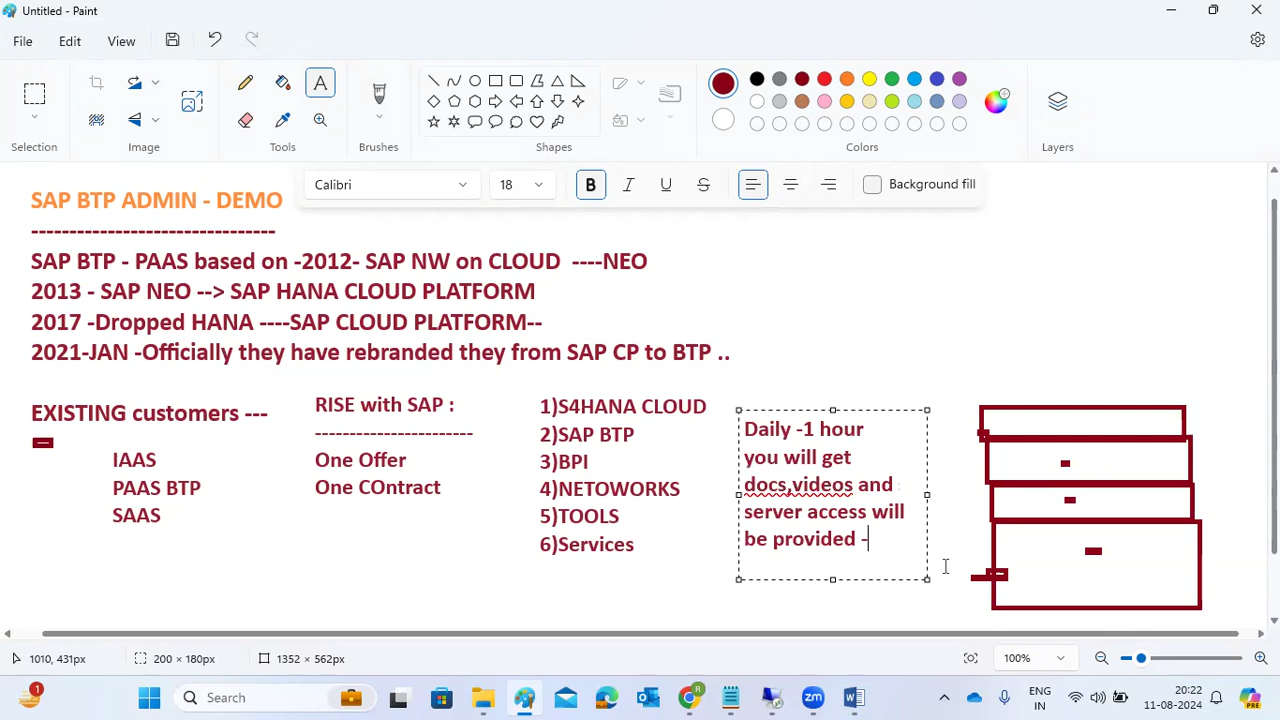 Untitled - Paint
File Edit View
Selection Image Tools Brushes Shapes Colors Layers
Calibri 18 B I U S Background fill
SAP BTP ADMIN - DEMO
--------------------------------
SAP BTP - PAAS based on -2012- SAP NW on CLOUD ----NEO
2013 - SAP NEO --> SAP HANA CLOUD PLATFORM
2017 -Dropped HANA ----SAP CLOUD PLATFORM--
2021-JAN -Officially they have rebranded they from SAP CP to BTP ..
EXISTING customers ---
IAAS
PAAS BTP
SAAS
RISE with SAP :
------------------------
One Offer
One COntract
1)S4HANA CLOUD
2)SAP BTP
3)BPI
4)NETOWORKS
5)TOOLS
6)Services
Daily -1 hour
you will get
docs,videos and
server access will
be provided -
1010, 431px 200 × 180px 1352 × 562px 100%
Search
ENG
IN
20:22
11-08-2024
1
PRE